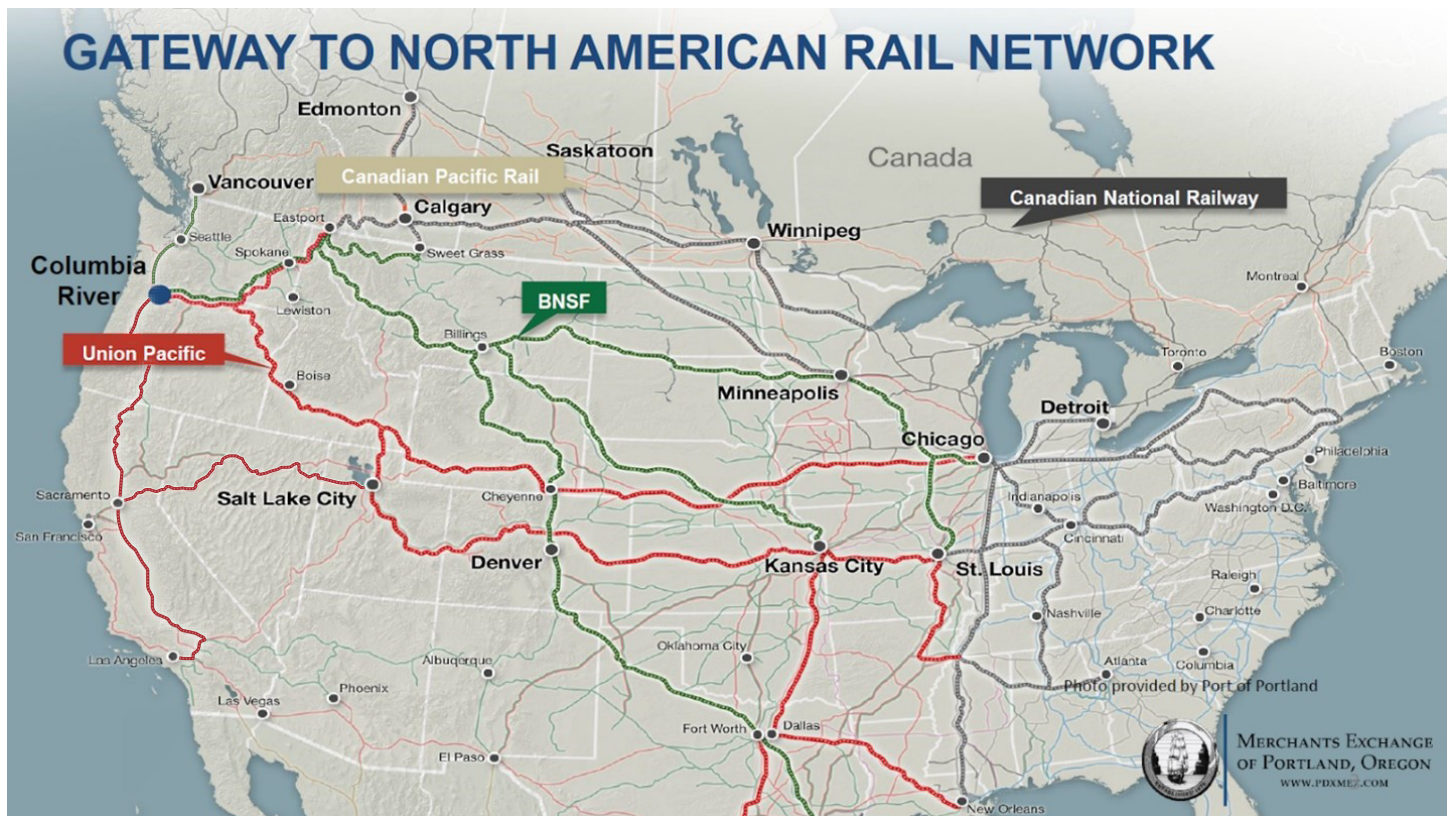 GATEWAY TO NORTH AMERICAN RAIL NETWORK
Edmonton
Saskatoon
Canada
Canadian Pacific Rail
Vancouver
Canadian National Railway
Calgary
Eastport
Winnipeg
Seattle
Spokane
Sweet Grass
Columbia
River
Montreal
Lewiston
BNSF
Billings
Union Pacific
Toronto
Boston
Boise
Minneapolis
Detroit
Chicago
Philadelphia
Salt Lake City
Cheyenne
Baltimore
Sacramento
Indianapolis
Washington D.C.
San Francisco
Cincinnati
Denver
Kansas City
St. Louis
Raleigh
Nashville
Charlotte
Oklahoma City
Los Angeles
Albuqerque
Atlanta
Columbia
Phoenix
Photo provided by Port of Portland
Las Vegas
Fort Worth
Dallas
El Paso
MERCHANTS EXCHANGE
OF PORTLAND, OREGON
WWW.PDXMEX.COM
New Orleans